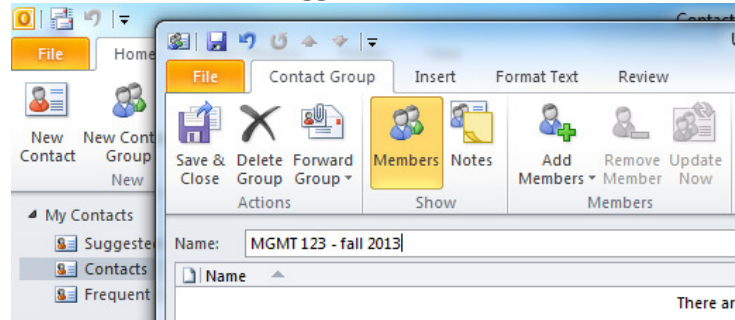 Contact
File Home
File Contact Group Insert Format Text Review
New Contact
New Cont Group
New
Save & Close
Delete Group
Forward Group
Actions
Members Notes
Show
Add Members
Remove Member
Update Now
Members
My Contacts
Suggeste
Contacts
Frequent
Name: MGMT 123 - fall 2013
Name
There ar